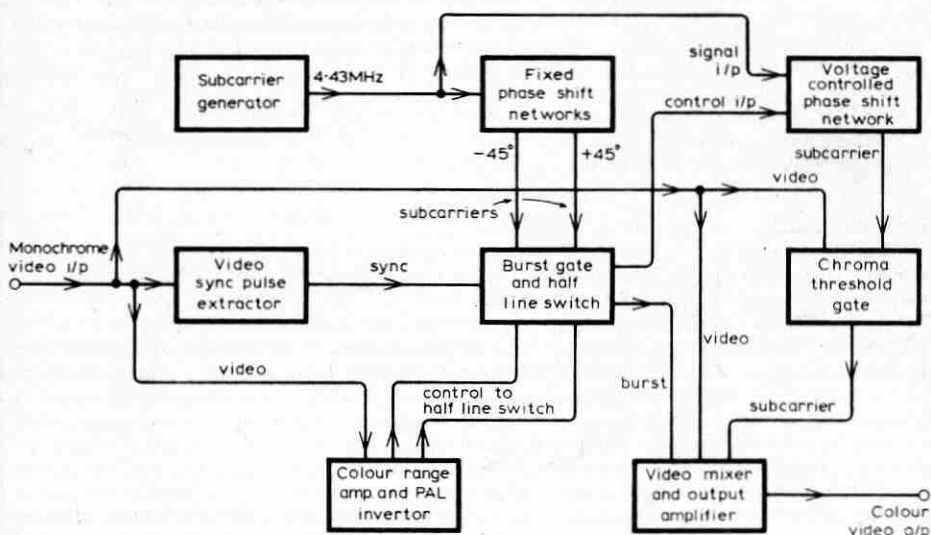 Subcarrier
generator
4·43MHz
Fixed
phase shift
networks
signal
i/p
control i/p
Voltage
controlled
phase shift
network
−45°
+45°
subcarriers
subcarrier
video
Monochrome
video i/p
Video
sync pulse
extractor
sync
Burst gate
and half
line switch
Chroma
threshold
gate
video
burst
video
control to
half line switch
subcarrier
Colour range
amp. and PAL
invertor
Video mixer
and output
amplifier
Colour
video o/p